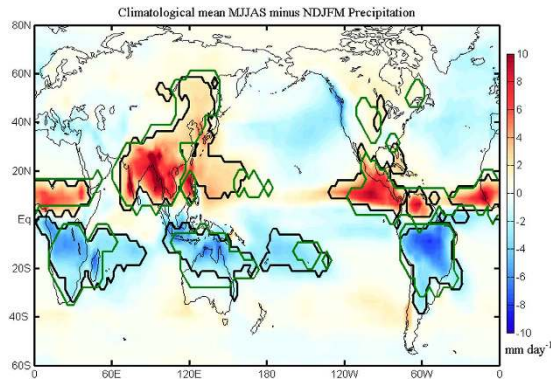 Climatological mean MJJAS minus NDJFM Precipitation
80N
60N
40N
20N
Eq
20S
40S
60S
0
60E
120E
180
120W
60W
0
10
8
6
4
2
0
-2
-4
-6
-8
-10
mm day-1